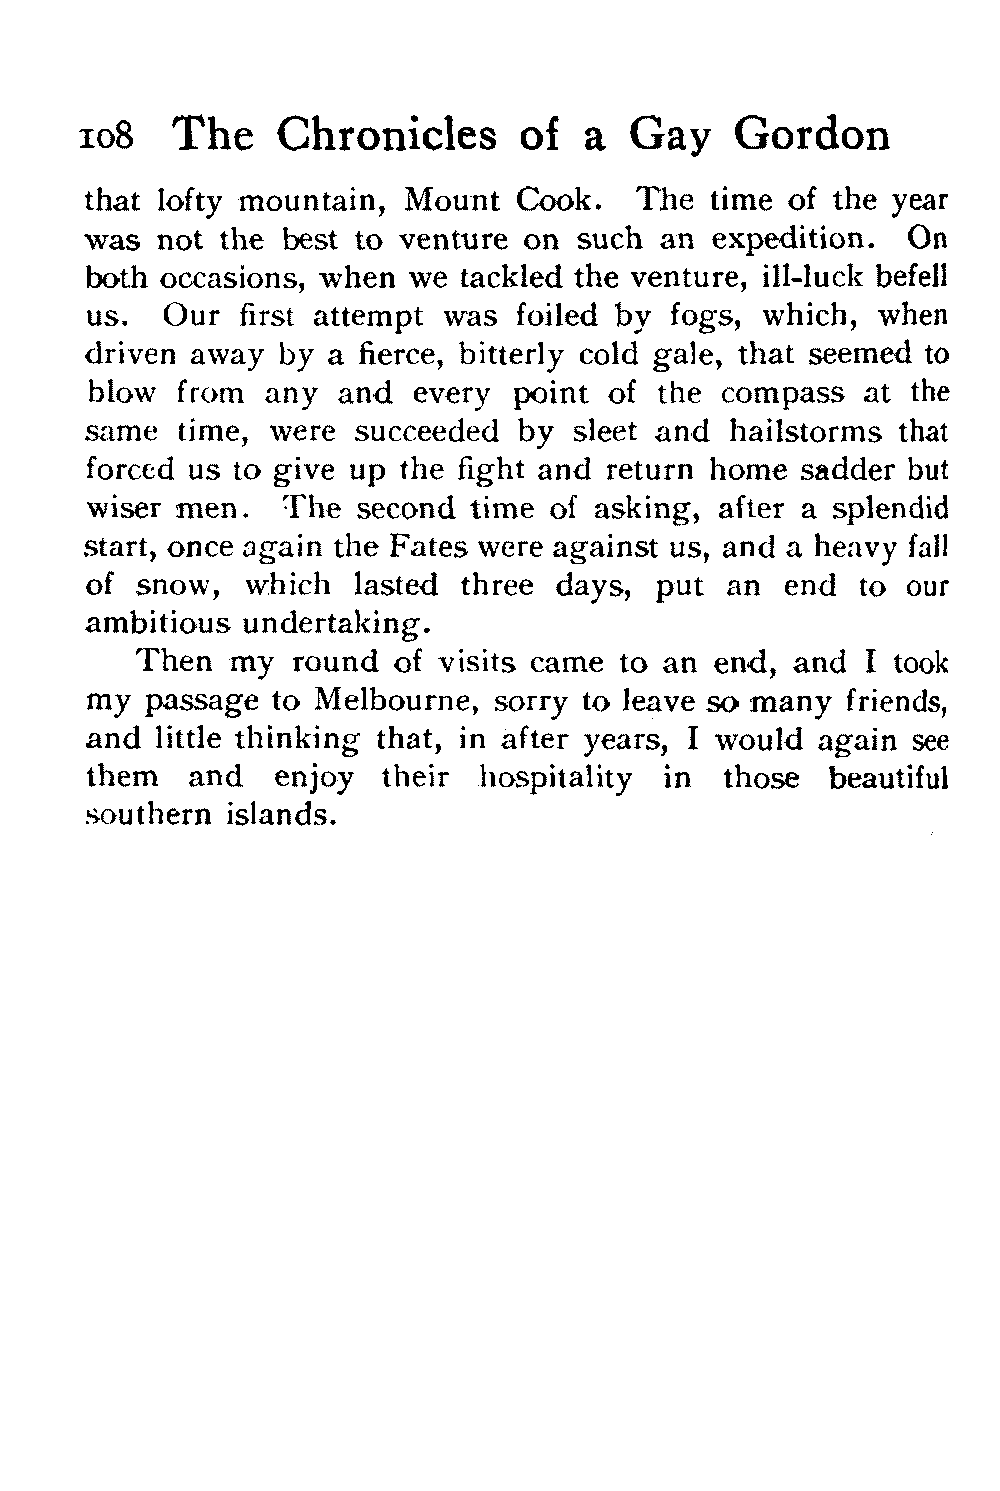 108 The Chronicles of a Gay Gordon
that lofty mountain, Mount Cook. The time of the year
was not the best to venture on such an expedition. On
both occasions, when we tackled the venture, ill-luck befell
us. Our first attempt was foiled by fogs, which, when
driven away by a fierce, bitterly cold gale, that seemed to
blow from any and every point of the compass at the
same time, were succeeded by sleet and hailstorms that
forced us to give up the fight and return home sadder but
wiser men. The second time of asking, after a splendid
start, once again the Fates were against us, and a heavy fall
of snow, which lasted three days, put an end to our
ambitious undertaking.
Then my round of visits came to an end, and I took
my passage to Melbourne, sorry to leave so many friends,
and little thinking that, in after years, I would again see
them and enjoy their hospitality in those beautiful
southern islands.